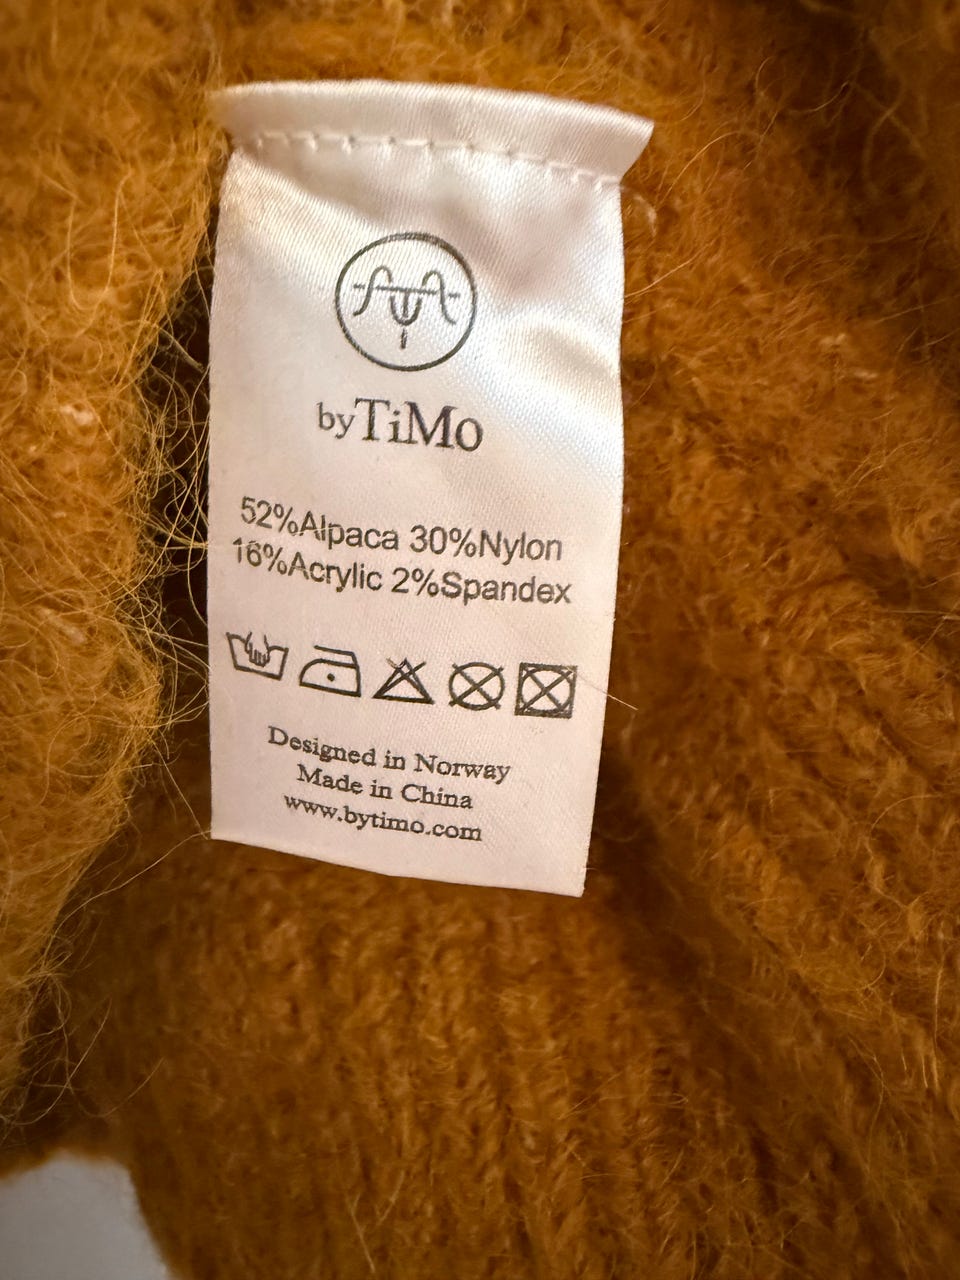 byTiMo
52%Alpaca 30%Nylon
16%Acrylic 2%Spandex
Designed in Norway
Made in China
www.bytimo.com